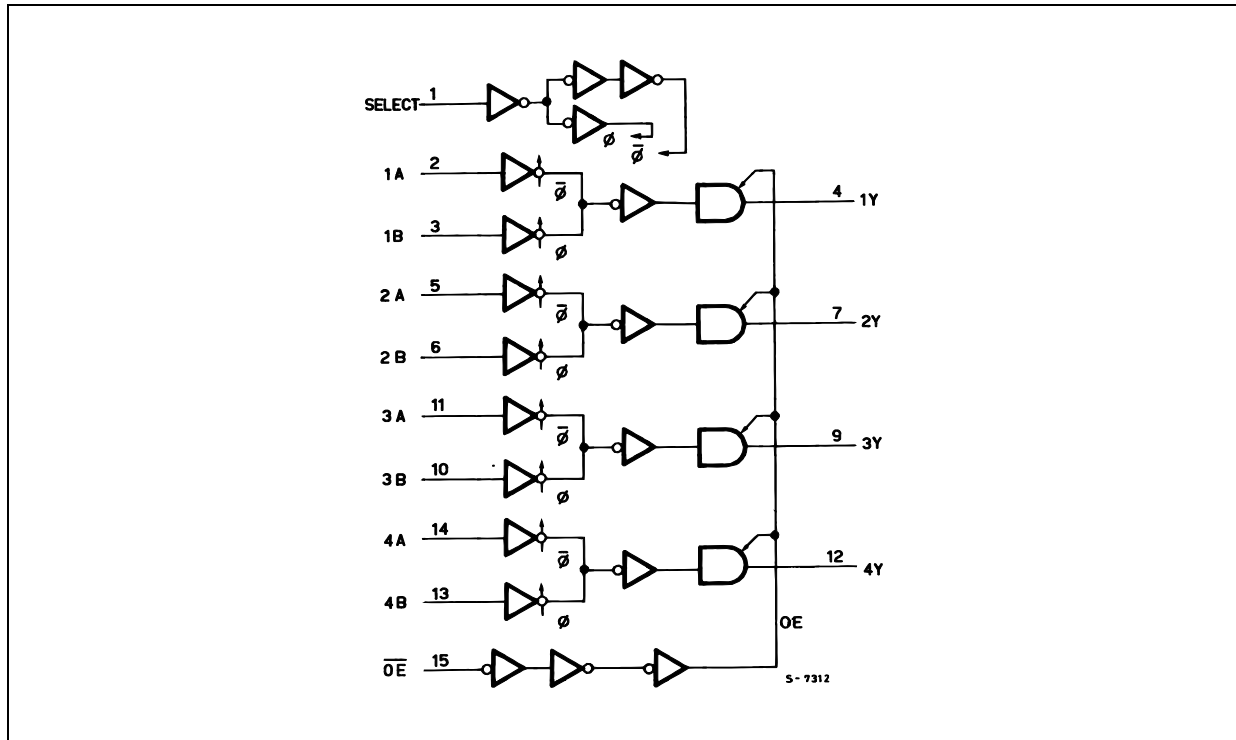 SELECT 1
ø
ø̅
1A 2
ø̅
4 1Y
1B 3
ø
2A 5
ø̅
7 2Y
2B 6
ø
3A 11
ø̅
9 3Y
3B 10
ø
4A 14
ø̅
12 4Y
4B 13
ø
OE
O̅E̅ 15
S-7312